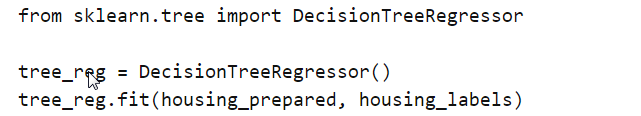 from sklearn.tree import DecisionTreeRegressor
tree_reg = DecisionTreeRegressor()
tree_reg.fit(housing_prepared, housing_labels)